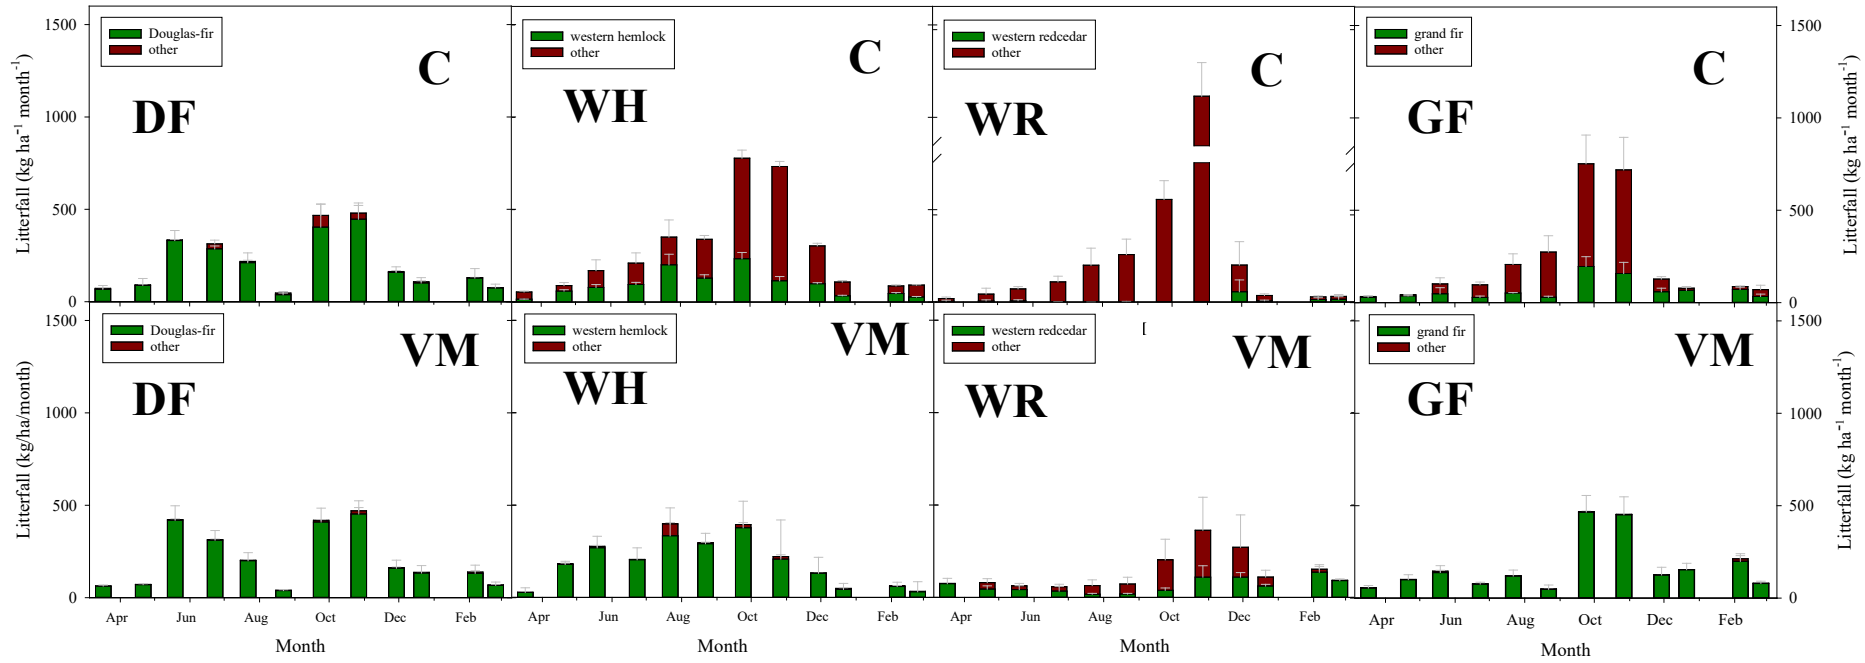 1500
1000
500
0
Litterfall (kg ha⁻¹ month⁻¹)
Douglas-fir
other
C
DF
western hemlock
other
C
WH
western redcedar
other
C
WR
grand fir
other
C
GF
1500
1000
500
0
Litterfall (kg ha⁻¹ month⁻¹)
1500
1000
500
0
Litterfall (kg/ha/month)
Douglas-fir
other
VM
DF
western hemlock
other
VM
WH
western redcedar
other
[
VM
WR
grand fir
other
VM
GF
1500
1000
500
0
Litterfall (kg ha⁻¹ month⁻¹)
Apr Jun Aug Oct Dec Feb
Month
Apr Jun Aug Oct Dec Feb
Month
Apr Jun Aug Oct Dec Feb
Month
Apr Jun Aug Oct Dec Feb
Month